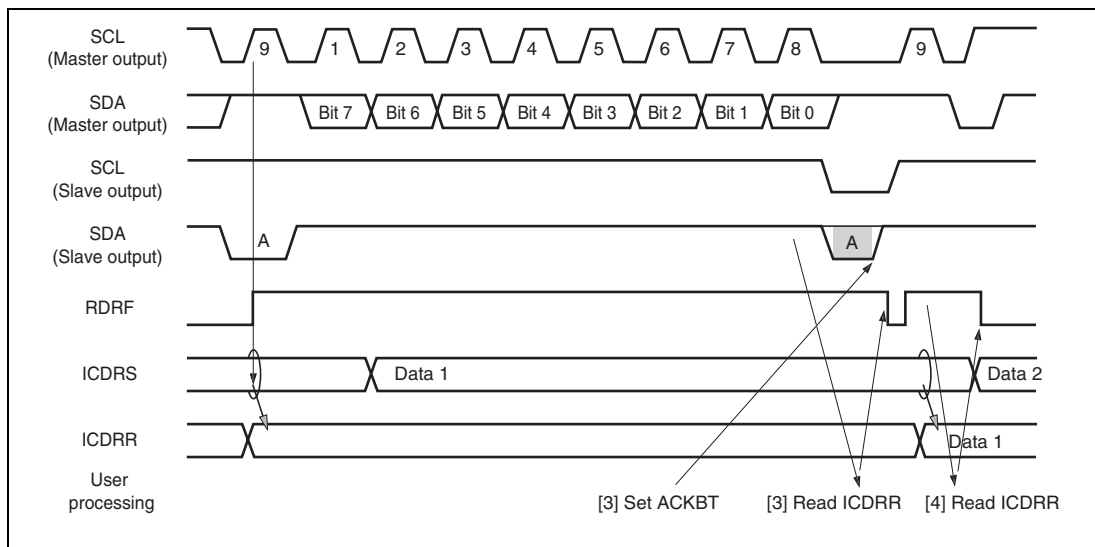 SCL
(Master output)
9 1 2 3 4 5 6 7 8 9
SDA
(Master output)
Bit 7 Bit 6 Bit 5 Bit 4 Bit 3 Bit 2 Bit 1 Bit 0
SCL
(Slave output)
SDA
(Slave output)
A A
RDRF
ICDRS
Data 1 Data 2
ICDRR
Data 1
User
processing
[3] Set ACKBT [3] Read ICDRR [4] Read ICDRR